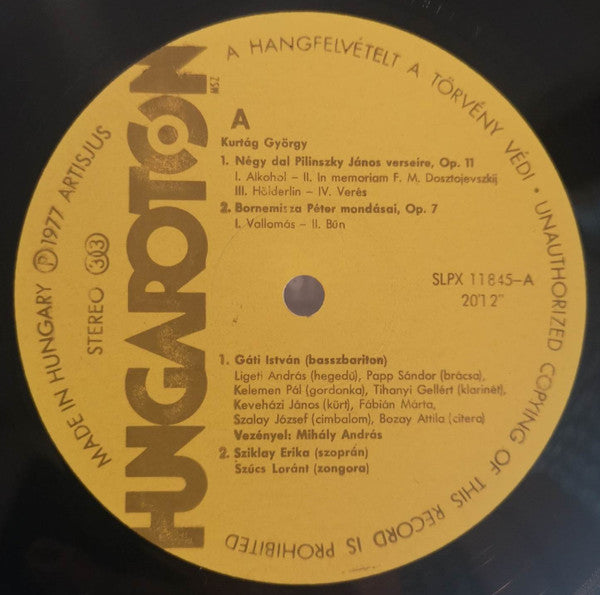 HUNGAROTON
MSZ
A HANGFELVÉTELT A TÖRVÉNY VÉDI • UNAUTHORIZED COPYING OF THIS RECORD IS PROHIBITED
MADE IN HUNGARY Ⓟ 1977 ARTISJUS
STEREO 33
A
Kurtág György
1. Négy dal Pilinszky János verseire, Op. 11
I. Alkohol – II. In memoriam F. M. Dosztojevszkij
III. Hölderlin – IV. Verés
2. Bornemisza Péter mondásai, Op. 7
I. Vallomás – II. Bűn
SLPX 11845–A
20'12"
1. Gáti István (basszbariton)
Ligeti András (hegedű), Papp Sándor (brácsa),
Kelemen Pál (gordonka), Tihanyi Gellért (klarinét),
Keveházi János (kürt), Fábián Márta,
Szalay József (cimbalom), Bozay Attila (citera)
Vezényel: Mihály András
2. Sziklay Erika (szoprán)
Szűcs Loránt (zongora)